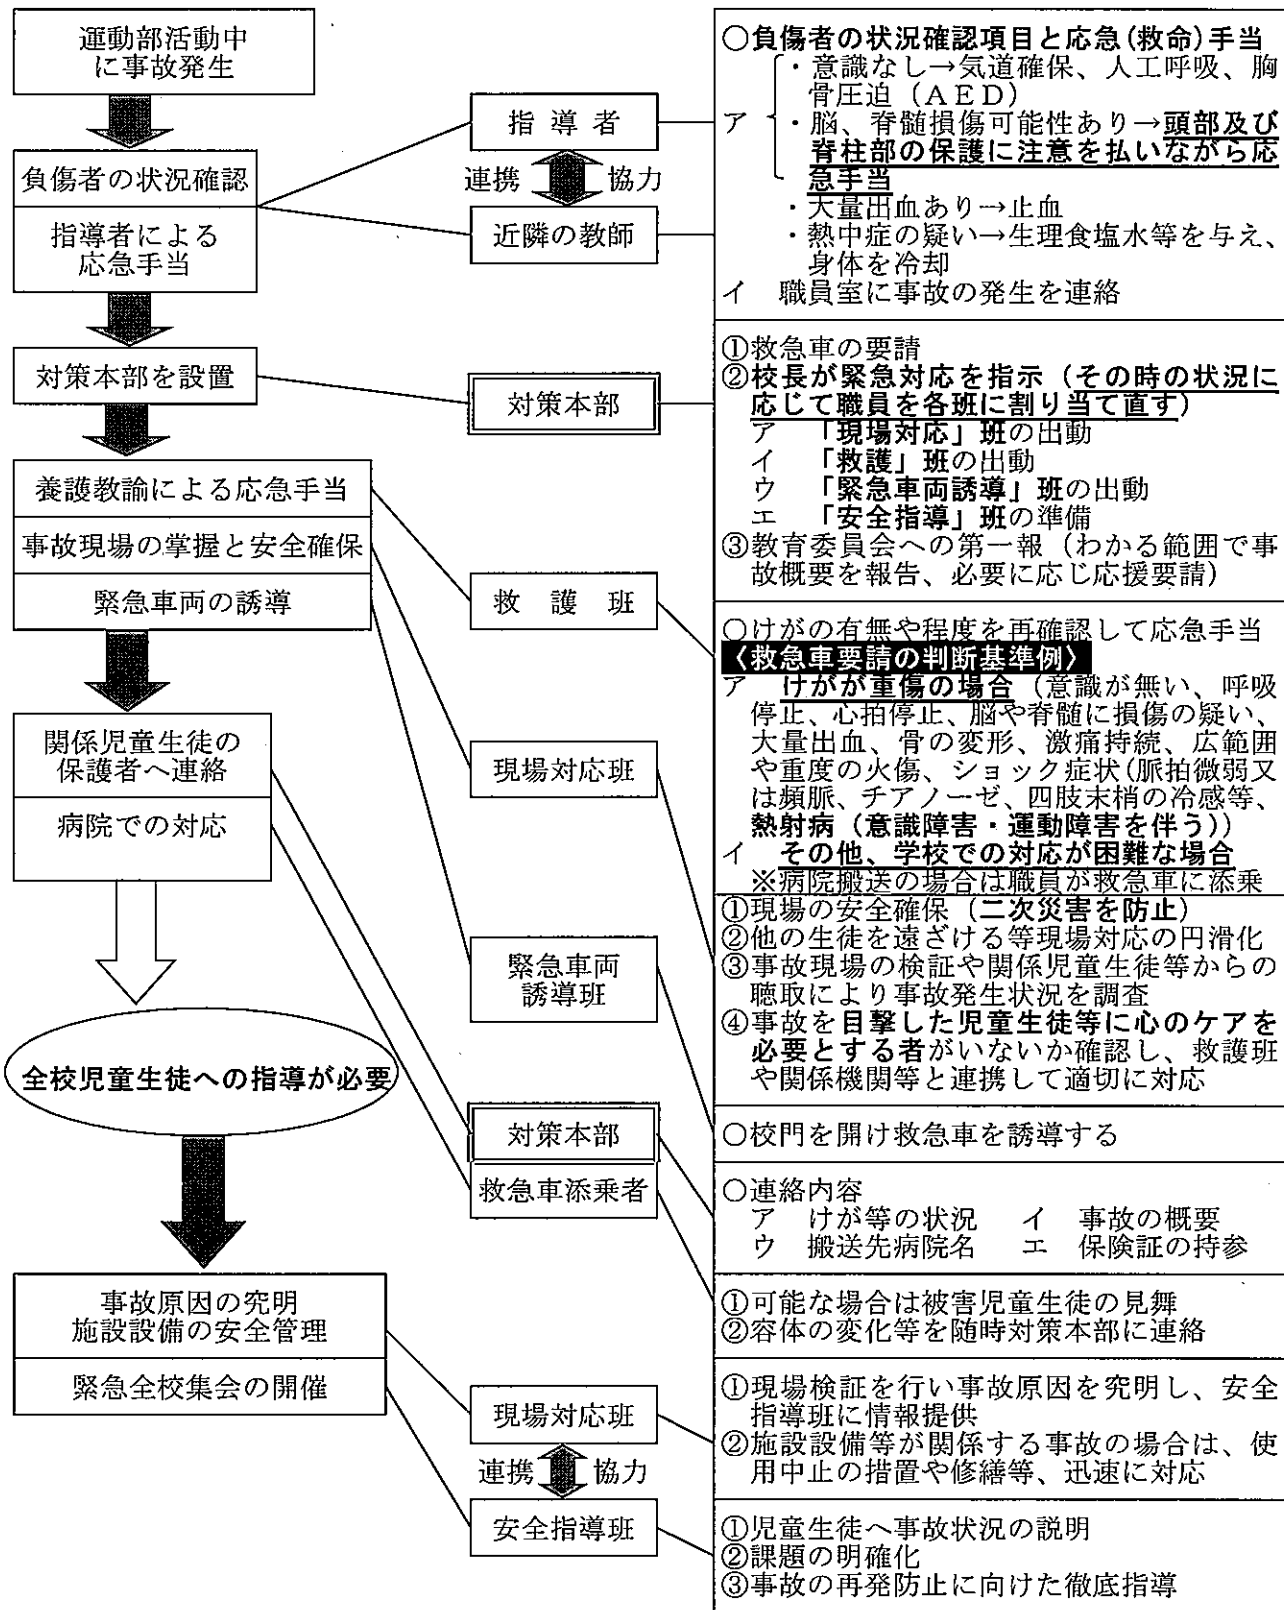 運動部活動中
に事故発生
負傷者の状況確認
指導者による
応急手当
対策本部を設置
養護教諭による応急手当
事故現場の掌握と安全確保
緊急車両の誘導
関係児童生徒の
保護者へ連絡
病院での対応
全校児童生徒への指導が必要
事故原因の究明
施設設備の安全管理
緊急全校集会の開催
指導者
連携 協力
近隣の教師
対策本部
救護班
現場対応班
緊急車両
誘導班
対策本部
救急車添乗者
現場対応班
連携 協力
安全指導班
○負傷者の状況確認項目と応急(救命)手当
・意識なし→気道確保、人工呼吸、胸
骨圧迫（AED）
ア ・脳、脊髄損傷可能性あり→頭部及び
脊柱部の保護に注意を払いながら応
急手当
・大量出血あり→止血
・熱中症の疑い→生理食塩水等を与え、
身体を冷却
イ 職員室に事故の発生を連絡
①救急車の要請
②校長が緊急対応を指示（その時の状況に
応じて職員を各班に割り当て直す）
ア 「現場対応」班の出動
イ 「救護」班の出動
ウ 「緊急車両誘導」班の出動
エ 「安全指導」班の準備
③教育委員会への第一報（わかる範囲で事
故概要を報告、必要に応じ応援要請）
○けがの有無や程度を再確認して応急手当
〈救急車要請の判断基準例〉
ア けがが重傷の場合（意識が無い、呼吸
停止、心拍停止、脳や脊髄に損傷の疑い、
大量出血、骨の変形、激痛持続、広範囲
や重度の火傷、ショック症状(脈拍微弱又
は頻脈、チアノーゼ、四肢末梢の冷感等、
熱射病（意識障害・運動障害を伴う））
イ その他、学校での対応が困難な場合
※病院搬送の場合は職員が救急車に添乗
①現場の安全確保（二次災害を防止）
②他の生徒を遠ざける等現場対応の円滑化
③事故現場の検証や関係児童生徒等からの
聴取により事故発生状況を調査
④事故を目撃した児童生徒等に心のケアを
必要とする者がいないか確認し、救護班
や関係機関等と連携して適切に対応
○校門を開け救急車を誘導する
○連絡内容
ア けが等の状況 イ 事故の概要
ウ 搬送先病院名 エ 保険証の持参
①可能な場合は被害児童生徒の見舞
②容体の変化等を随時対策本部に連絡
①現場検証を行い事故原因を究明し、安全
指導班に情報提供
②施設設備等が関係する事故の場合は、使
用中止の措置や修繕等、迅速に対応
①児童生徒へ事故状況の説明
②課題の明確化
③事故の再発防止に向けた徹底指導